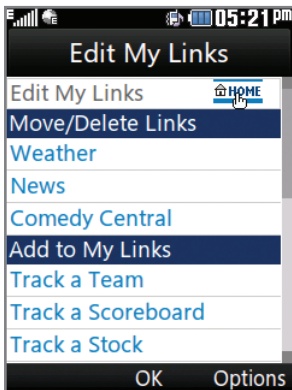 E E 05:21 PM
Edit My Links
Edit My Links HOME
Move/Delete Links
Weather
News
Comedy Central
Add to My Links
Track a Team
Track a Scoreboard
Track a Stock
OK Options